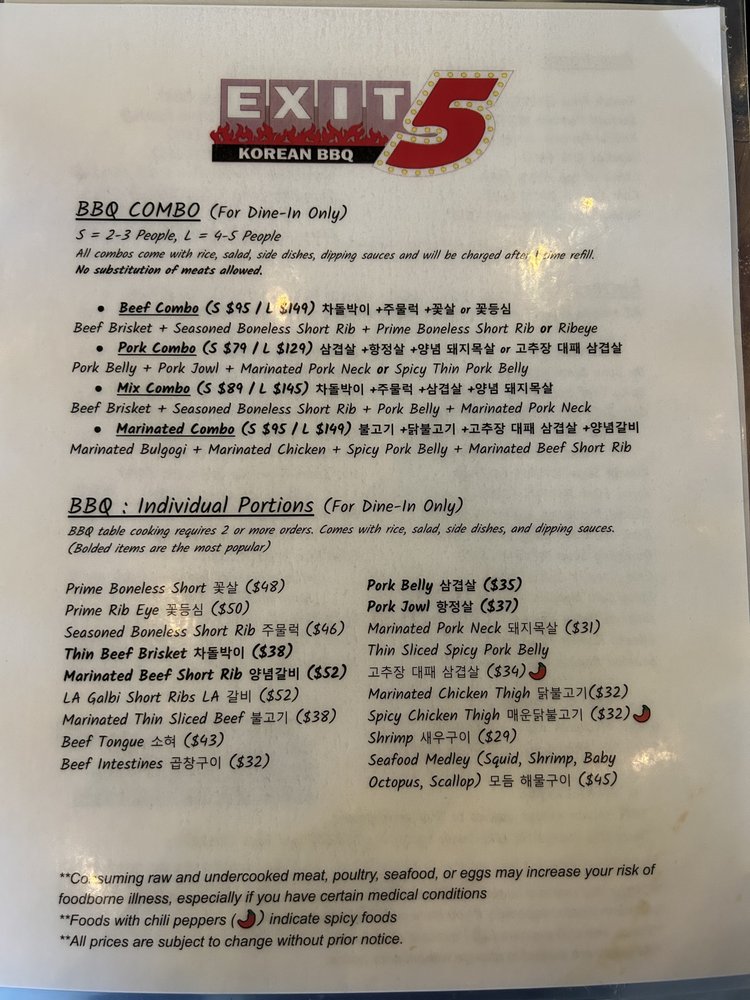 EXIT 5
KOREAN BBQ
BBQ COMBO (For Dine-In Only)
S = 2-3 People, L = 4-5 People
All combos come with rice, salad, side dishes, dipping sauces and will be charged after 1 time refill.
No substitution of meats allowed.
• Beef Combo (S $95 / L $149) 차돌박이 +주물럭 +꽃살 or 꽃등심
Beef Brisket + Seasoned Boneless Short Rib + Prime Boneless Short Rib or Ribeye
• Pork Combo (S $79 / L $129) 삼겹살 +항정살 +양념 돼지목살 or 고추장 대패 삼겹살
Pork Belly + Pork Jowl + Marinated Pork Neck or Spicy Thin Pork Belly
• Mix Combo (S $89 / L $145) 차돌박이 +주물럭 +삼겹살 +양념 돼지목살
Beef Brisket + Seasoned Boneless Short Rib + Pork Belly + Marinated Pork Neck
• Marinated Combo (S $95 / L $149) 불고기 +닭불고기 +고추장 대패 삼겹살 +양념갈비
Marinated Bulgogi + Marinated Chicken + Spicy Pork Belly + Marinated Beef Short Rib
BBQ : Individual Portions (For Dine-In Only)
BBQ table cooking requires 2 or more orders. Comes with rice, salad, side dishes, and dipping sauces.
(Bolded items are the most popular)
Prime Boneless Short 꽃살 ($48)
Prime Rib Eye 꽃등심 ($50)
Seasoned Boneless Short Rib 주물럭 ($46)
Thin Beef Brisket 차돌박이 ($38)
Marinated Beef Short Rib 양념갈비 ($52)
LA Galbi Short Ribs LA 갈비 ($52)
Marinated Thin Sliced Beef 불고기 ($38)
Beef Tongue 소혀 ($43)
Beef Intestines 곱창구이 ($32)
Pork Belly 삼겹살 ($35)
Pork Jowl 항정살 ($37)
Marinated Pork Neck 돼지목살 ($31)
Thin Sliced Spicy Pork Belly
고추장 대패 삼겹살 ($34)
Marinated Chicken Thigh 닭불고기($32)
Spicy Chicken Thigh 매운닭불고기 ($32)
Shrimp 새우구이 ($29)
Seafood Medley (Squid, Shrimp, Baby
Octopus, Scallop) 모듬 해물구이 ($45)
**Consuming raw and undercooked meat, poultry, seafood, or eggs may increase your risk of
foodborne illness, especially if you have certain medical conditions
**Foods with chili peppers ( ) indicate spicy foods
**All prices are subject to change without prior notice.